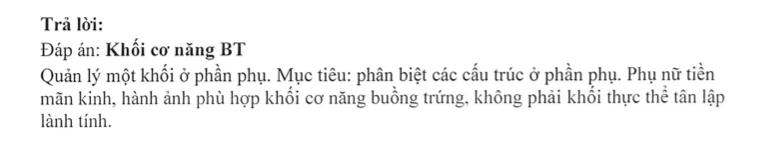 Trả lời:
Đáp án: Khối cơ năng BT
Quản lý một khối ở phần phụ. Mục tiêu: phân biệt các cấu trúc ở phần phụ. Phụ nữ tiền
mãn kinh, hành ảnh phù hợp khối cơ năng buồng trứng, không phải khối thực thể tân lập
lành tính.